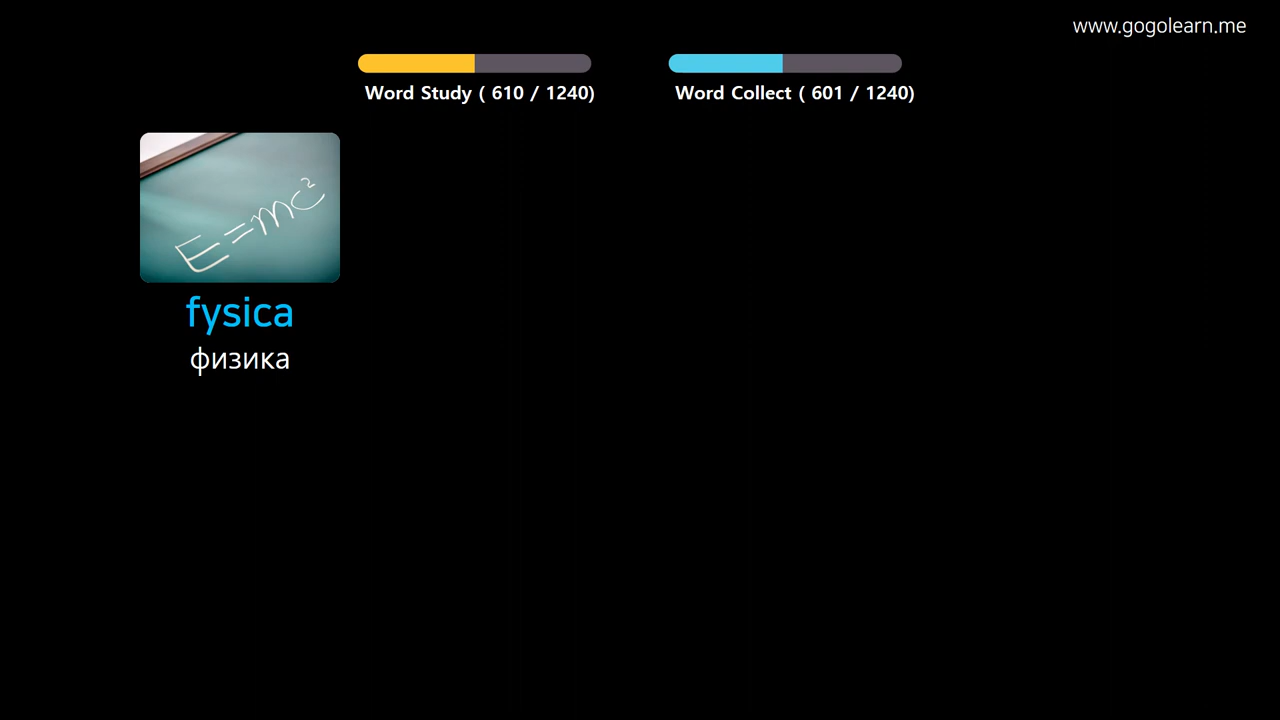 www.gogolearn.me
Word Study ( 610 / 1240)
Word Collect ( 601 / 1240)
E=mc²
fysica
физика